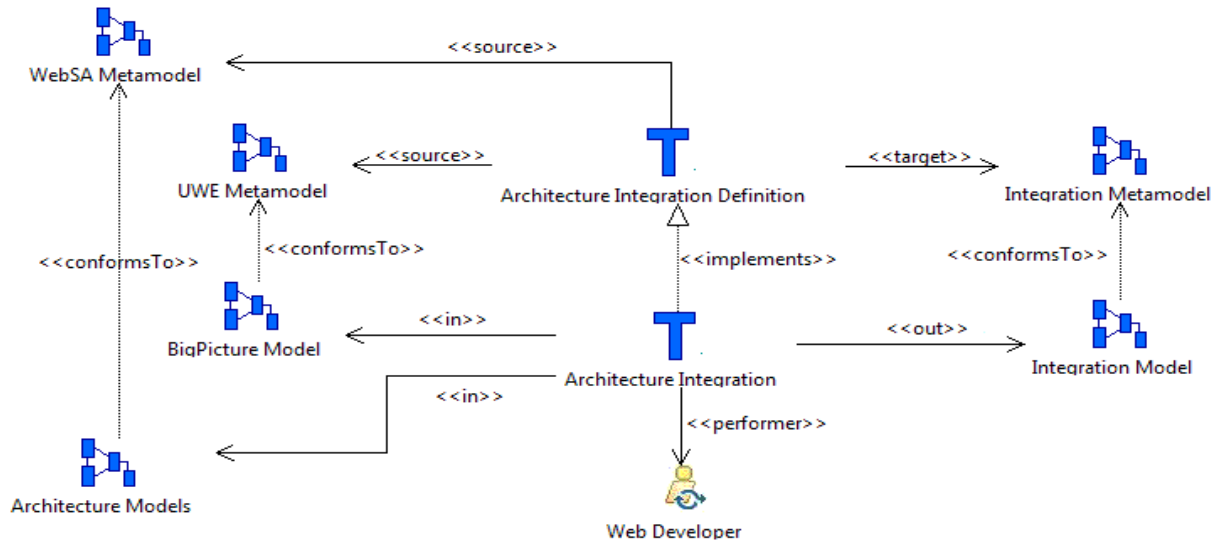 <<source>>
WebSA Metamodel
<<source>>
<<target>>
UWE Metamodel
Architecture Integration Definition
Integration Metamodel
<<conformsTo>>
<<conformsTo>>
<<implements>>
<<conformsTo>>
<<in>>
<<out>>
BigPicture Model
Integration Model
Architecture Integration
<<in>>
<<performer>>
Architecture Models
Web Developer